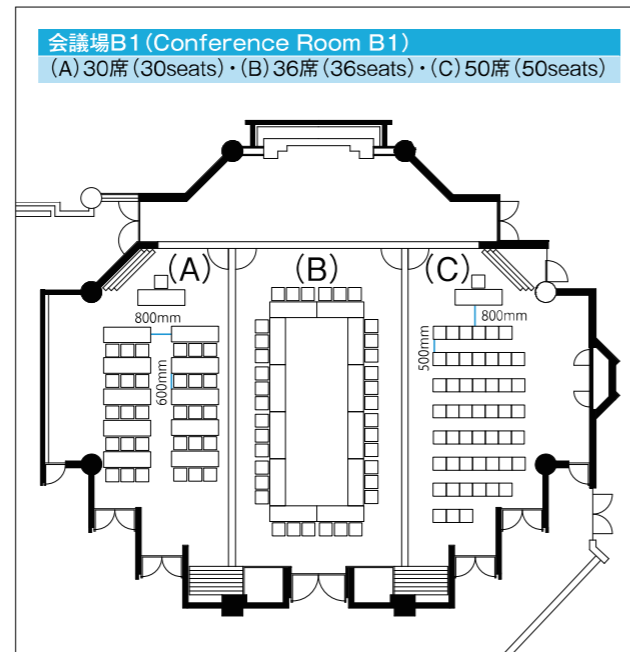 会議場B1(Conference Room B1)
(A)30席(30seats)・(B)36席(36seats)・(C)50席(50seats)
(A)
(B)
(C)
800mm
600mm
800mm
500mm